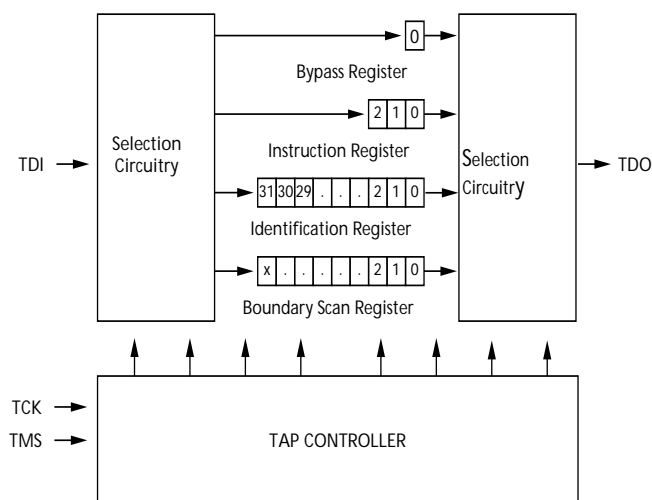 0
Bypass Register
2 1 0
Selection
Circuitry
Instruction Register
Selection
Circuitry
TDI
TDO
31 30 29 . . . 2 1 0
Identification Register
x . . . . . 2 1 0
Boundary Scan Register
TCK
TMS
TAP CONTROLLER